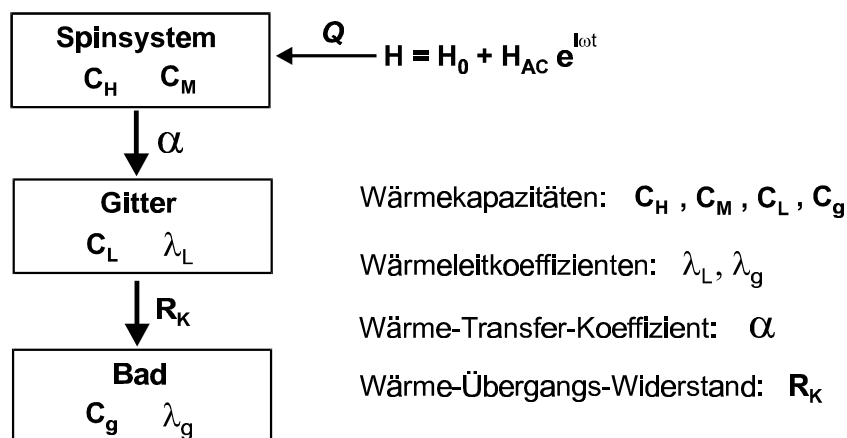 Spinsystem
C_H C_M
Q
H = H_0 + H_AC e^Iωt
α
Gitter
C_L λ_L
R_K
Bad
C_g λ_g
Wärmekapazitäten: C_H , C_M , C_L , C_g
Wärmeleitkoeffizienten: λ_L, λ_g
Wärme-Transfer-Koeffizient: α
Wärme-Übergangs-Widerstand: R_K